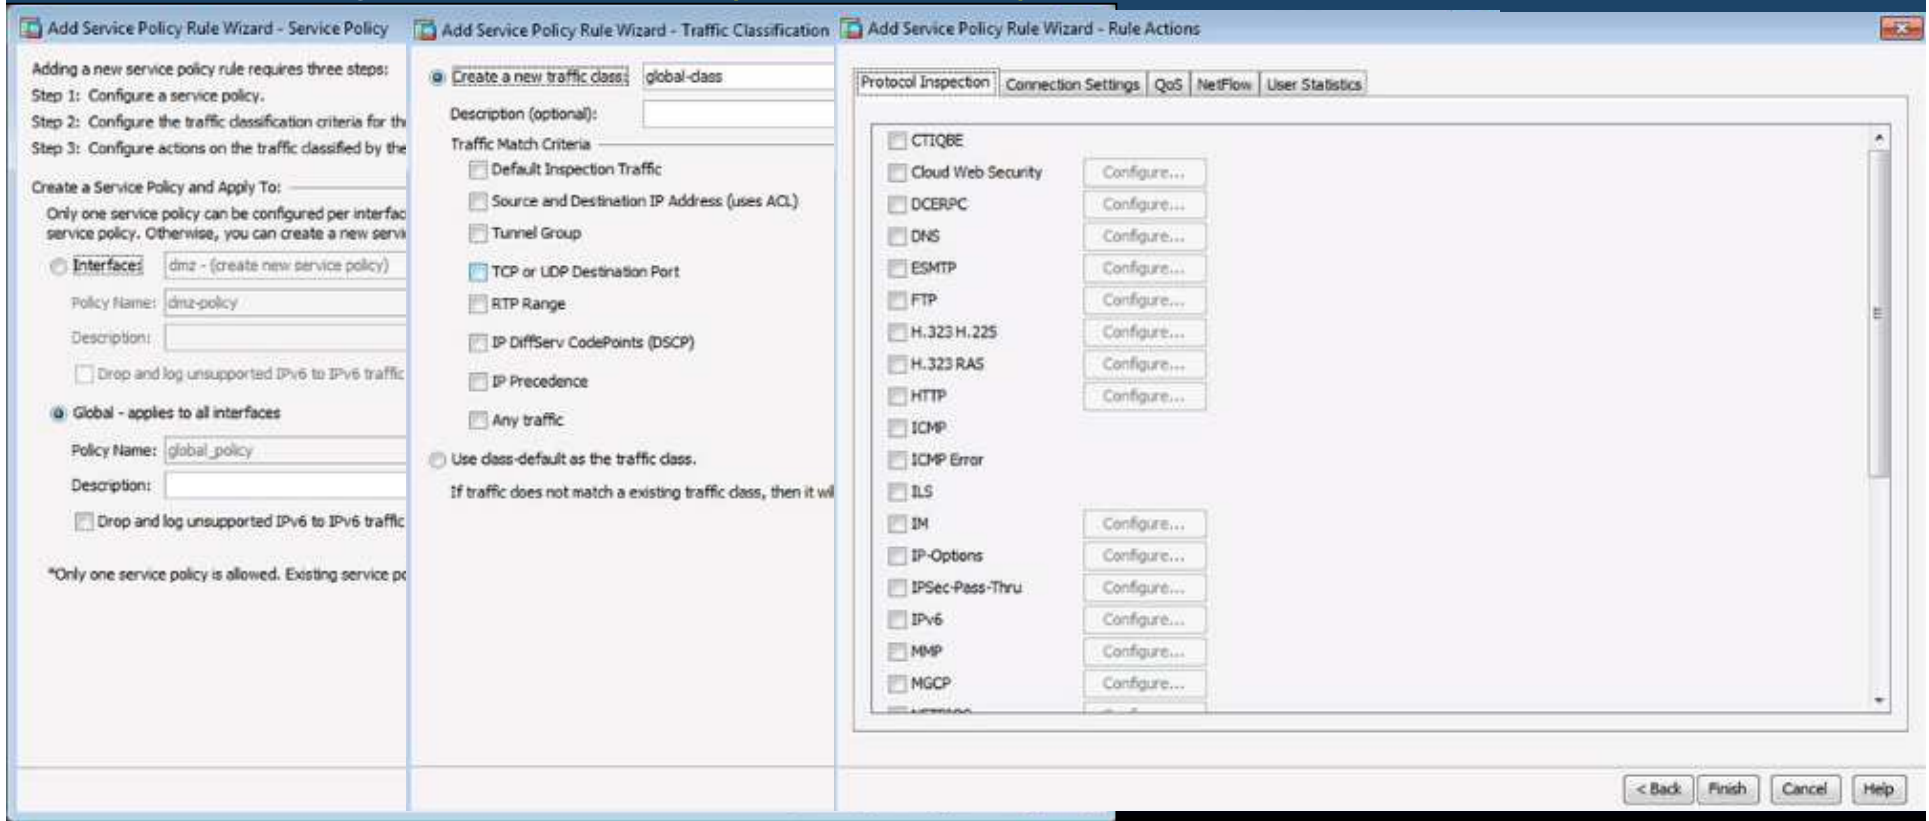 Add Service Policy Rule Wizard - Service Policy
Adding a new service policy rule requires three steps:
Step 1: Configure a service policy.
Step 2: Configure the traffic classification criteria for the
Step 3: Configure actions on the traffic classified by the
Create a Service Policy and Apply To:
Only one service policy can be configured per interfac
service policy. Otherwise, you can create a new servi
Interface:
dmz - (create new service policy)
Policy Name: dmz-policy
Description:
Drop and log unsupported IPv6 to IPv6 traffic
Global - applies to all interfaces
Policy Name: global_policy
Description:
Drop and log unsupported IPv6 to IPv6 traffic
*Only one service policy is allowed. Existing service po
Add Service Policy Rule Wizard - Traffic Classification
Create a new traffic class: global-class
Description (optional):
Traffic Match Criteria
Default Inspection Traffic
Source and Destination IP Address (uses ACL)
Tunnel Group
TCP or UDP Destination Port
RTP Range
IP DiffServ CodePoints (DSCP)
IP Precedence
Any traffic
Use class-default as the traffic class.
If traffic does not match a existing traffic class, then it wil
Add Service Policy Rule Wizard - Rule Actions
Protocol Inspection Connection Settings QoS NetFlow User Statistics
CTIQBE
Cloud Web Security Configure...
DCERPC Configure...
DNS Configure...
ESMTP Configure...
FTP Configure...
H.323 H.225 Configure...
H.323 RAS Configure...
HTTP Configure...
ICMP
ICMP Error
ILS
IM Configure...
IP-Options Configure...
IPSec-Pass-Thru Configure...
IPv6 Configure...
MMP Configure...
MGCP Configure...
< Back Finish Cancel Help